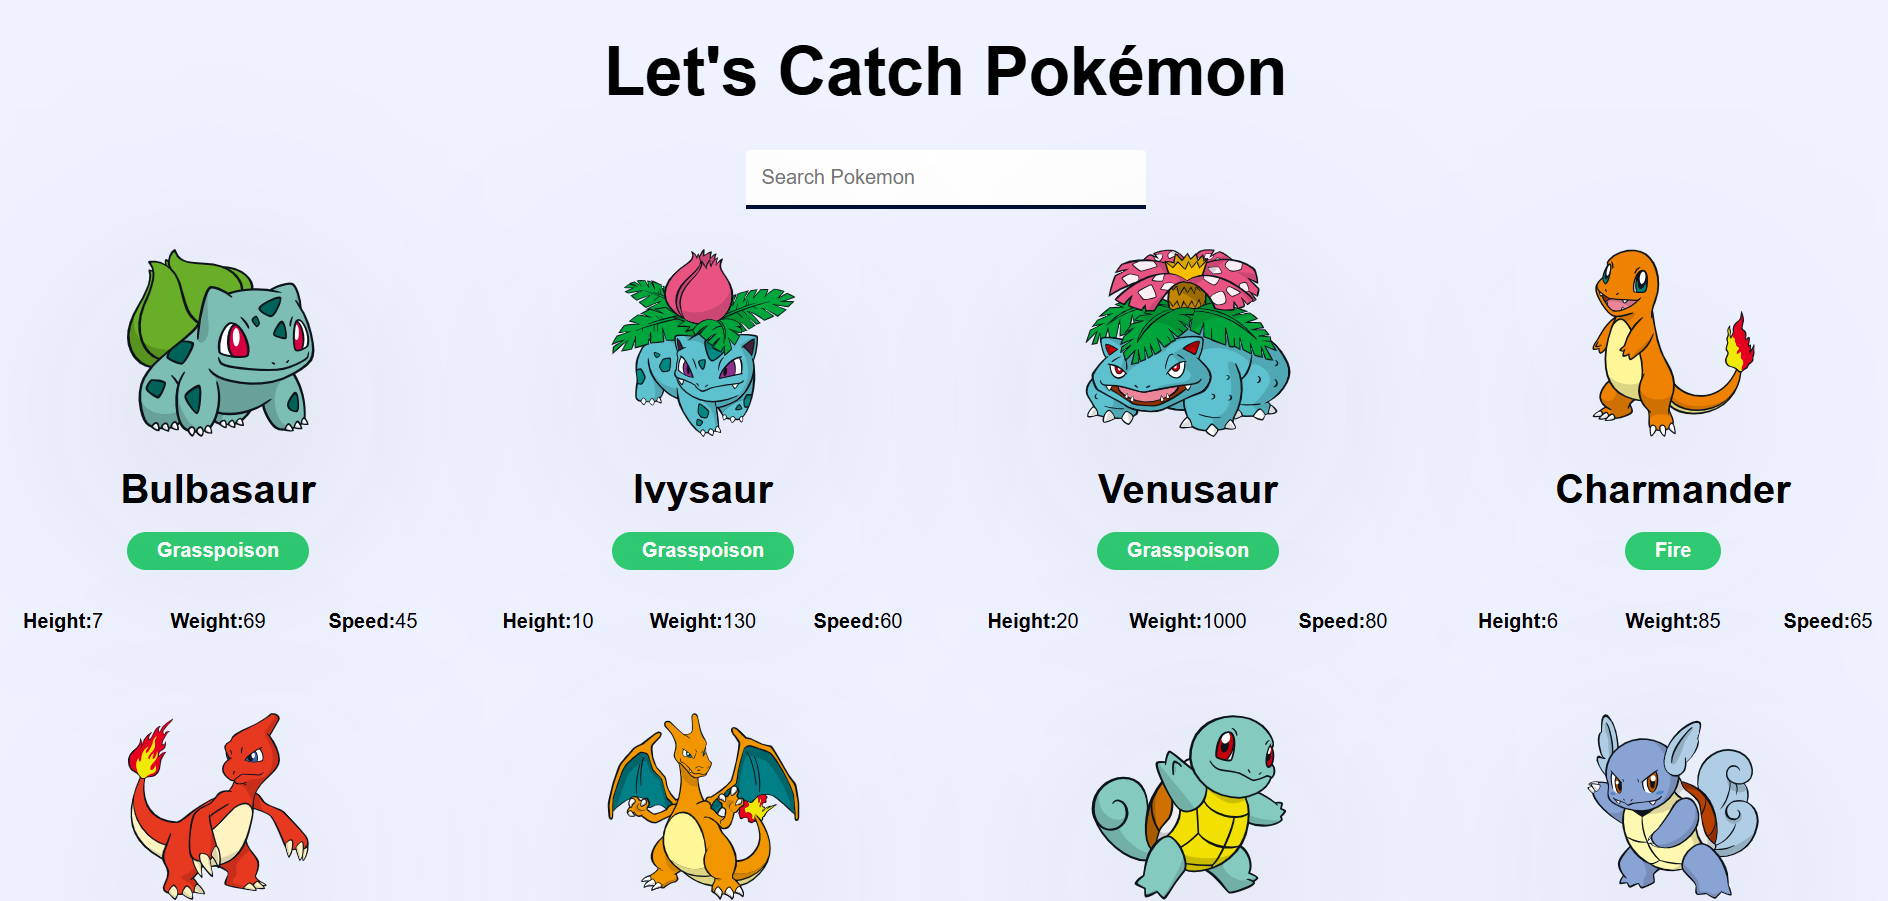 Let's Catch Pokémon
Search Pokemon
Bulbasaur
Ivysaur
Venusaur
Charmander
Grasspoison
Grasspoison
Grasspoison
Fire
Height:7 Weight:69 Speed:45
Height:10 Weight:130 Speed:60
Height:20 Weight:1000 Speed:80
Height:6 Weight:85 Speed:65